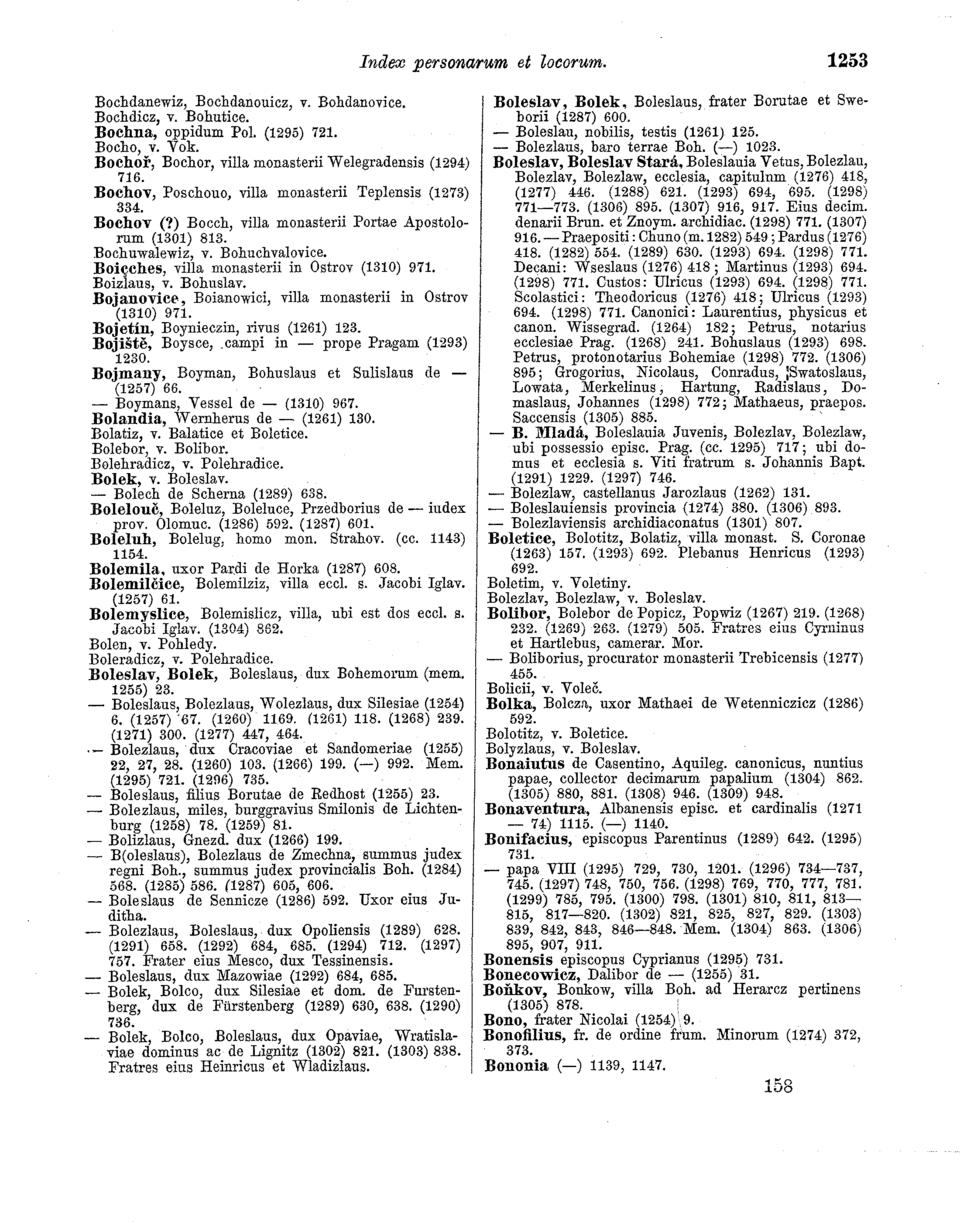 Index personarum et locorum.
1253
Bochdanewiz, Bochdanouicz, v. Bohdanovice.
Bochdicz, v. Bohutice.
Bochna, oppidum Pol. (1295) 721.
Bocho, v. Vok.
Bochoř, Bochor, villa monasterii Welegradensis (1294)
716.
Bochov, Poschouo, villa monasterii Teplensis (1273)
334.
Bochov (?) Bocch, villa monasterii Portae Apostolo-
rum (1301) 813.
Bochuwalewiz, v. Bohuchvalovice.
Boięches, villa monasterii in Ostrov (1310) 971.
Boizlaus, v. Bohuslav.
Bojanovice, Boianowici, villa monasterii in Ostrov
(1310) 971.
Bojetín, Boynieczin, rivus (1261) 123.
Bojiště, Boysce, campi in — prope Pragam (1293)
1230.
Bojmany, Boyman, Bohuslaus et Sulislaus de —
(1257) 66.
— Boymans, Vessel de — (1310) 967.
Bolandia, Wernherus de — (1261) 130.
Bolatiz, v. Balatice et Boletice.
Bolebor, v. Bolibor.
Bolehradicz, v. Polehradice.
Bolek, v. Boleslav.
— Bolech de Scherna (1289) 638.
Bolelouč, Boleluz, Boleluce, Przedborius de — iudex
prov. Olomuc. (1286) 592. (1287) 601.
Boleluh, Bolelug, homo mon. Strahov. (cc. 1143)
1154.
Bolemila, uxor Pardi de Horka (1287) 608.
Bolemilčice, Bolemilziz, villa eccl. s. Jacobi Iglav.
(1257) 61.
Bolemyslice, Bolemislicz, villa, ubi est dos eccl. s.
Jacobi Iglav. (1304) 862.
Bolen, v. Pohledy.
Boleradicz, v. Polehradice.
Boleslav, Bolek, Boleslaus, dux Bohemorum (mem.
1255) 23.
— Boleslaus, Bolezlaus, Wolezlaus, dux Silesiae (1254)
6. (1257) 67. (1260) 1169. (1261) 118. (1268) 239.
(1271) 300. (1277) 447, 464.
— Bolezlaus, dux Cracoviae et Sandomeriae (1255)
22, 27, 28. (1260) 103. (1266) 199. (—) 992. Mem.
(1295) 721. (1296) 735.
— Boleslaus, filius Borutae de Redhost (1255) 23.
— Bolezlaus, miles, burggravius Smilonis de Lichten-
burg (1258) 78. (1259) 81.
— Bolizlaus, Gnezd. dux (1266) 199.
— B(oleslaus), Bolezlaus de Zmechna, summus judex
regni Boh., summus judex provincialis Boh. (1284)
568. (1285) 586. (1287) 605, 606.
— Boleslaus de Sennicze (1286) 592. Uxor eius Ju-
ditha.
— Bolezlaus, Boleslaus, dux Opoliensis (1289) 628.
(1291) 658. (1292) 684, 685. (1294) 712. (1297)
757. Frater eius Mesco, dux Tessinensis.
— Boleslaus, dux Mazowiae (1292) 684, 685.
— Bolek, Bolco, dux Silesiae et dom. de Fursten-
berg, dux de Fürstenberg (1289) 630, 638. (1290)
736.
— Bolek, Bolco, Boleslaus, dux Opaviae, Wratisla-
viae dominus ac de Lignitz (1302) 821. (1303) 838.
Fratres eius Heinricus et Wladizlaus.
Boleslav, Bolek, Boleslaus, frater Borutae et Swe-
borii (1287) 600.
— Boleslau, nobilis, testis (1261) 125.
— Bolezlaus, baro terrae Boh. (—) 1023.
Boleslav, Boleslav Stará, Boleslauia Vetus, Bolezlau,
Bolezlav, Bolezlaw, ecclesia, capitulnm (1276) 418,
(1277) 446. (1288) 621. (1293) 694, 695. (1298)
771—773. (1306) 895. (1307) 916, 917. Eius decim.
denarii Brun. et Znoym. archidiac. (1298) 771. (1307)
916. — Praepositi: Chuno (m. 1282) 549; Pardus (1276)
418. (1282) 554. (1289) 630. (1293) 694. (1298) 771.
Decani: Wseslaus (1276) 418; Martinus (1293) 694.
(1298) 771. Custos: Ulricus (1293) 694. (1298) 771.
Scolastici: Theodoricus (1276) 418; Ulricus (1293)
694. (1298) 771. Canonici: Laurentius, physicus et
canon. Wissegrad. (1264) 182; Petrus, notarius
ecclesiae Prag. (1268) 241. Bohuslaus (1293) 698.
Petrus, protonotarius Bohemiae (1298) 772. (1306)
895; Grogorius, Nicolaus, Conradus, Swatoslaus,
Lowata, Merkelinus, Hartung, Radislaus, Do-
maslaus, Johannes (1298) 772; Mathaeus, praepos.
Saccensis (1305) 885.
— B. Mladá, Boleslauia Juvenis, Bolezlav, Bolezlaw,
ubi possessio episc. Prag. (cc. 1295) 717; ubi do-
mus et ecclesia s. Viti fratrum s. Johannis Bapt.
(1291) 1229. (1297) 746.
— Bolezlaw, castellanus Jarozlaus (1262) 131.
— Boleslauiensis provincia (1274) 380. (1306) 893.
— Bolezlaviensis archidiaconatus (1301) 807.
Boletice, Bolotitz, Bolatiz, villa monast. S. Coronae
(1263) 157. (1293) 692. Plebanus Henricus (1293)
692.
Boletim, v. Voletiny.
Bolezlav, Bolezlaw, v. Boleslav.
Bolibor, Bolebor de Popicz, Popwiz (1267) 219. (1268)
232. (1269) 263. (1279) 505. Fratres eius Cyrninus
et Hartlebus, camerar. Mor.
— Boliborius, procurator monasterii Trebicensis (1277)
455.
Bolicii, v. Voleč.
Bolka, Bolcza, uxor Mathaei de Wetenniczicz (1286)
592.
Bolotitz, v. Boletice.
Bolyzlaus, v. Boleslav.
Bonaiutus de Casentino, Aquileg. canonicus, nuntius
papae, collector decimarum papalium (1304) 862.
(1305) 880, 881. (1308) 946. (1309) 948.
Bonaventura, Albanensis episc. et cardinalis (1271
— 74) 1115. (—) 1140.
Bonifacius, episcopus Parentinus (1289) 642. (1295)
731.
— papa VIII (1295) 729, 730, 1201. (1296) 734—737,
745. (1297) 748, 750, 756. (1298) 769, 770, 777, 781.
(1299) 785, 795. (1300) 798. (1301) 810, 811, 813—
815, 817—820. (1302) 821, 825, 827, 829. (1303)
839, 842, 843, 846—848. Mem. (1304) 863. (1306)
895, 907, 911.
Bonensis episcopus Cyprianus (1295) 731.
Bonecowicz, Dalibor de — (1255) 31.
Boňkov, Bonkow, villa Boh. ad Herarcz pertinens
(1305) 878.
Bono, frater Nicolai (1254) 9.
Bonofilius, fr. de ordine frum. Minorum (1274) 372,
373.
Bononia (—) 1139, 1147.
158